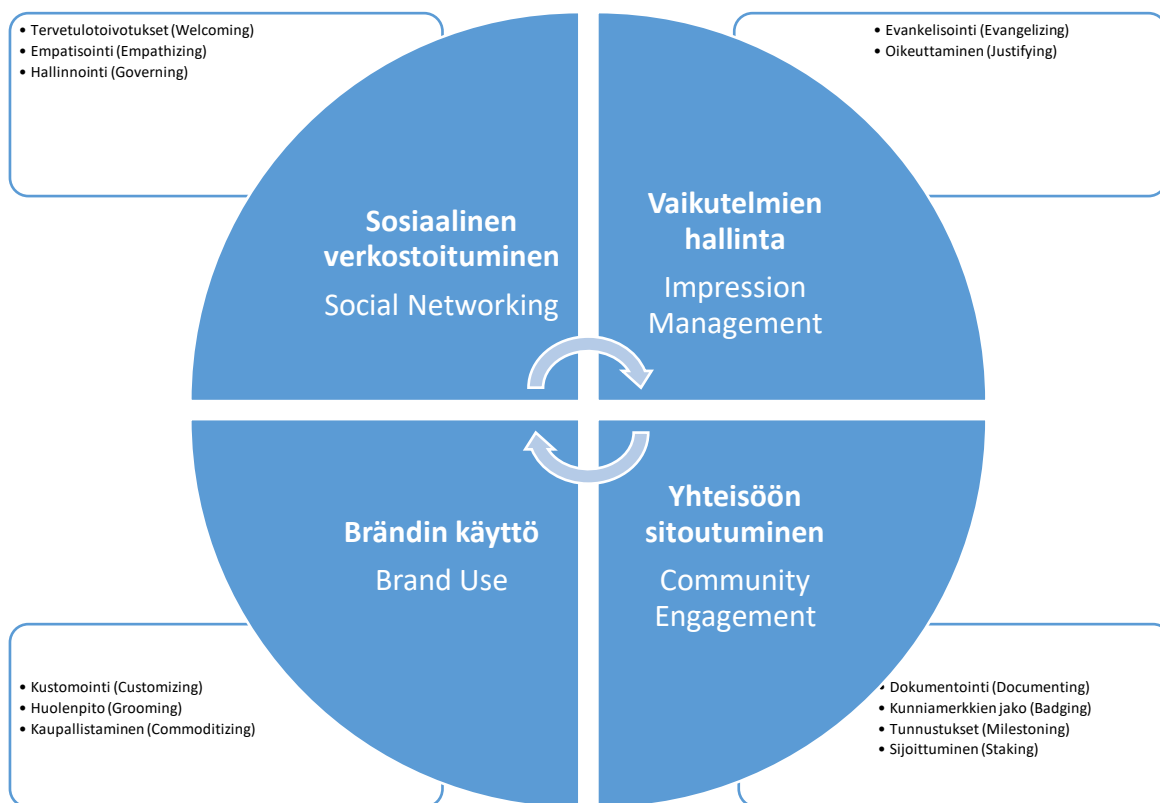 • Tervetulotoivotukset (Welcoming)
• Empatisointi (Empathizing)
• Hallinnointi (Governing)
• Evankelisointi (Evangelizing)
• Oikeuttaminen (Justifying)
Sosiaalinen
verkostoituminen
Social Networking
Vaikutelmien
hallinta
Impression
Management
Brändin käyttö
Brand Use
Yhteisöön
sitoutuminen
Community
Engagement
• Kustomointi (Customizing)
• Huolenpito (Grooming)
• Kaupallistaminen (Commoditizing)
• Dokumentointi (Documenting)
• Kunniamerkkien jako (Badging)
• Tunnustukset (Milestoning)
• Sijoittuminen (Staking)